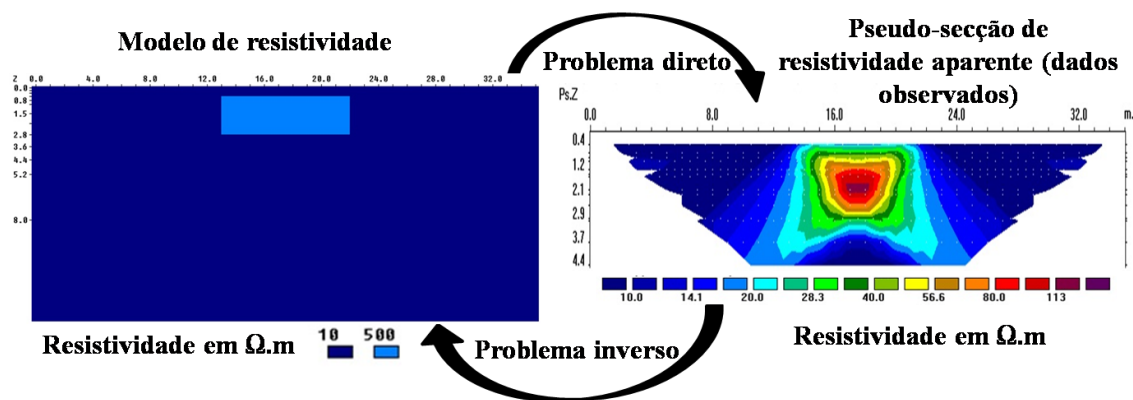 Modelo de resistividade
Z 0.0 4.0 8.0 12.0 16.0 20.0 24.0 28.0 32.0
0.0
0.8
1.5
2.8
3.6
4.4
5.2
8.0
Resistividade em Ω.m
10 500
Problema direto
Problema inverso
Pseudo-secção de
resistividade aparente (dados
observados)
Ps.Z
0.0 8.0 16.0 24.0 32.0 m.
0.4
1.2
2.1
2.9
3.7
4.4
10.0 14.1 20.0 28.3 40.0 56.6 80.0 113
Resistividade em Ω.m